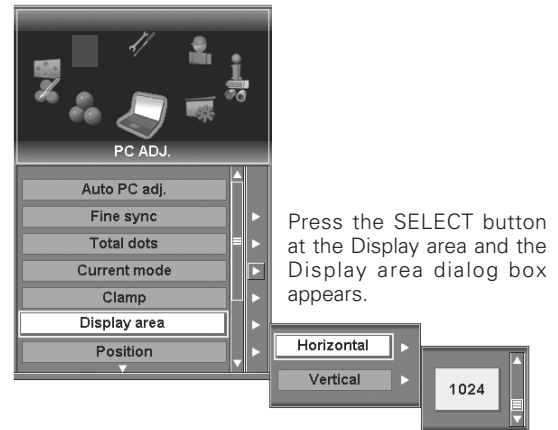 PC ADJ.
Auto PC adj.
Fine sync
Total dots
Current mode
Clamp
Display area
Position
Press the SELECT button
at the Display area and the
Display area dialog box
appears.
Horizontal
Vertical
1024